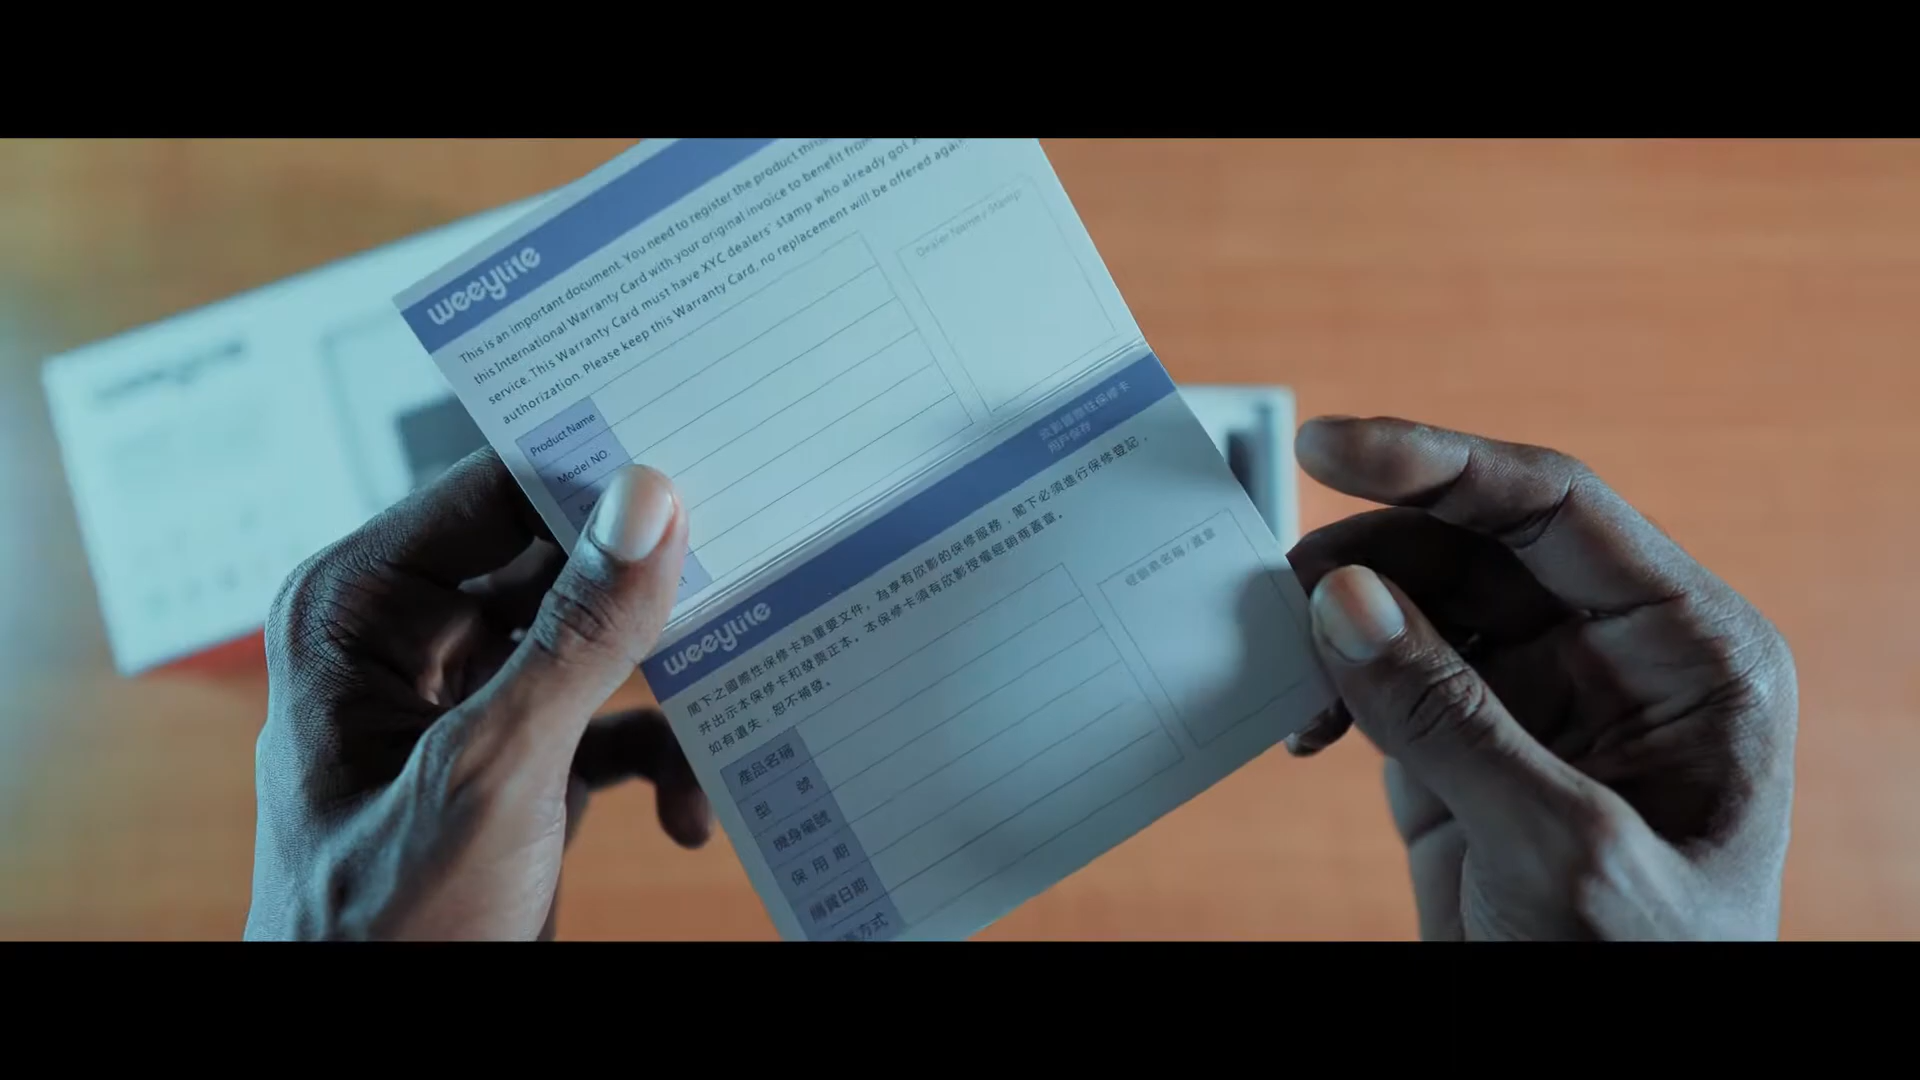 weeylite
This is an important document. You need to register the product
this International Warranty Card with your original invoice to benefit from
service. This Warranty Card must have XYC dealers' stamp who already got
authorization. Please keep this Warranty Card, no replacement will be offered again
Dealer Name / Stamp
Product Name
Model NO.
weeylite
用戶保存
閣下之國際性保修卡為重要文件，為享有欣影的保修服務，閣下必須進行保修登記，
并出示本保修卡和發票正本。本保修卡須有欣影授權經銷商蓋章。
如有遺失，恕不補發。
經銷處名稱/蓋章
產品名稱
型 號
機身編號
保用期
購買日期
方式